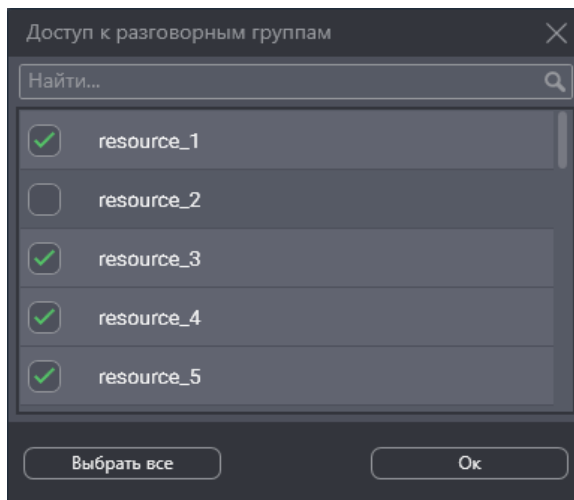 Доступ к разговорным группам
Найти...
resource_1
resource_2
resource_3
resource_4
resource_5
Выбрать все
Ок